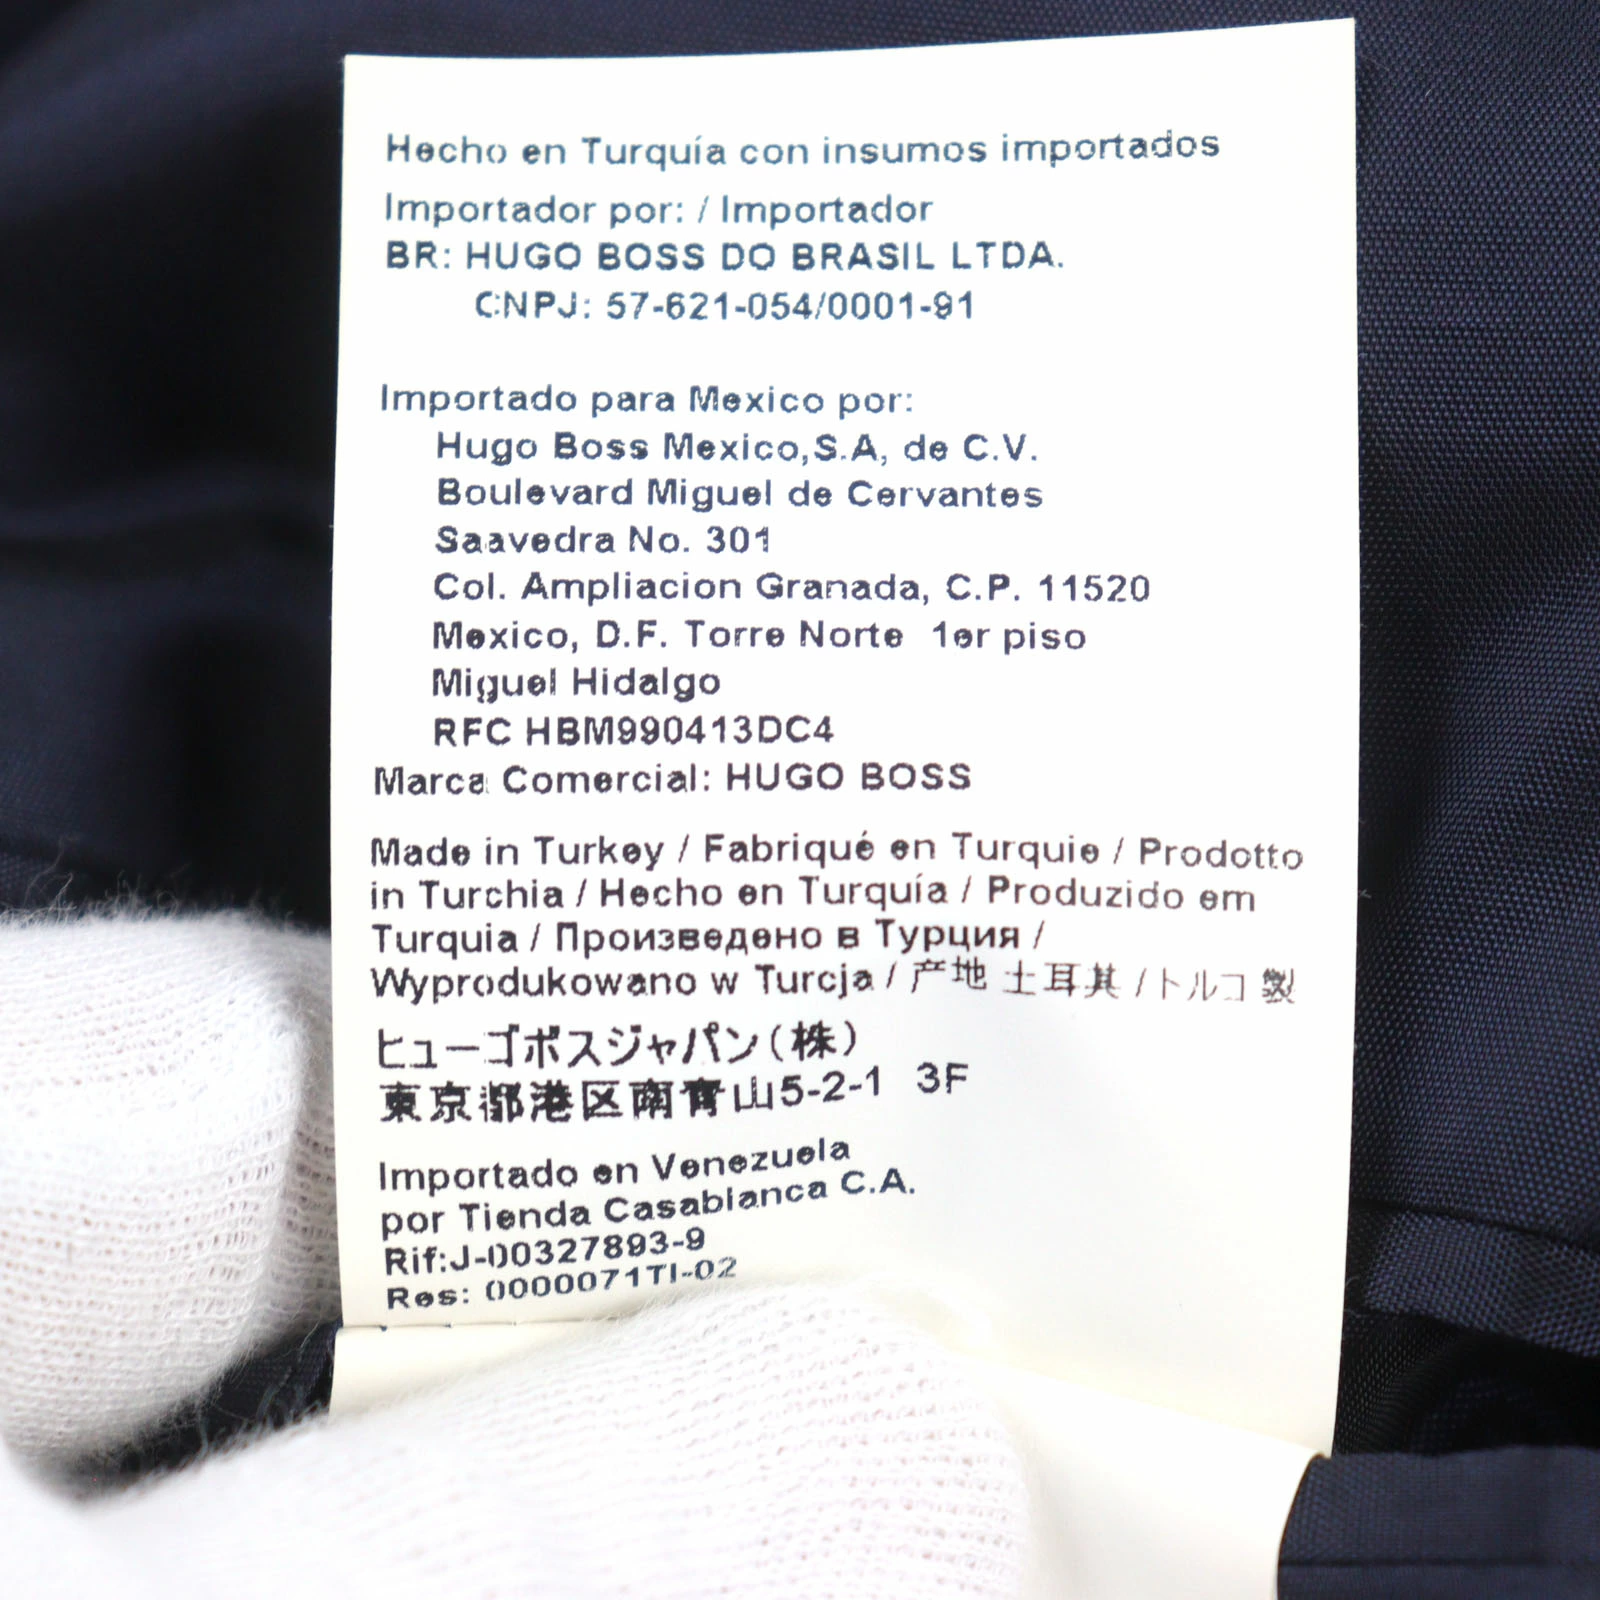 Hecho en Turquía con insumos importados
Importador por: / Importador
BR: HUGO BOSS DO BRASIL LTDA.
CNPJ: 57-621-054/0001-91
Importado para Mexico por:
Hugo Boss Mexico,S.A, de C.V.
Boulevard Miguel de Cervantes
Saavedra No. 301
Col. Ampliacion Granada, C.P. 11520
Mexico, D.F. Torre Norte 1er piso
Miguel Hidalgo
RFC HBM990413DC4
Marca Comercial: HUGO BOSS
Made in Turkey / Fabriqué en Turquie / Prodotto
in Turchia / Hecho en Turquía / Produzido em
Turquia / Произведено в Турция /
Wyprodukowano w Turcja / 产地 土耳其 / トルコ 製
ヒューゴボスジャパン(株)
東京都港区南青山5-2-1 3F
Importado en Venezuela
por Tienda Casablanca C.A.
Rif:J-00327893-9
Res: 0000071TI-02